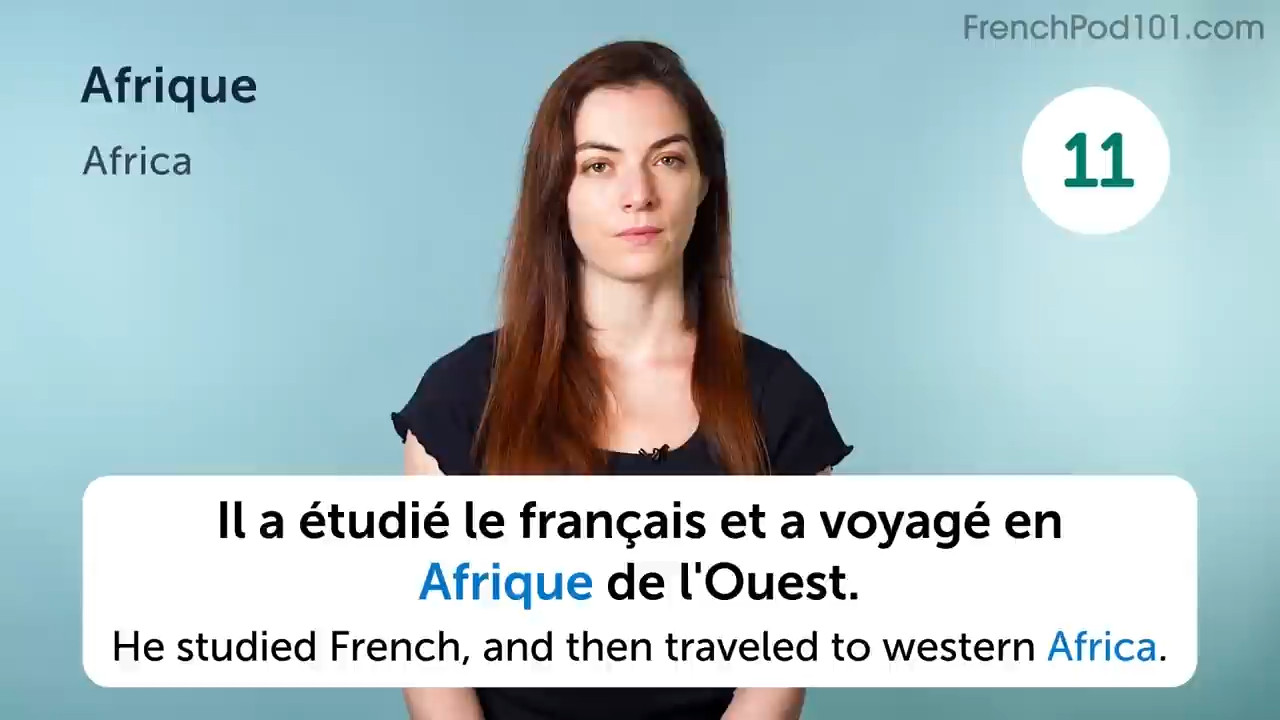 FrenchPod101.com
Afrique
Africa
11
Il a étudié le français et a voyagé en
Afrique de l'Ouest.
He studied French, and then traveled to western Africa.